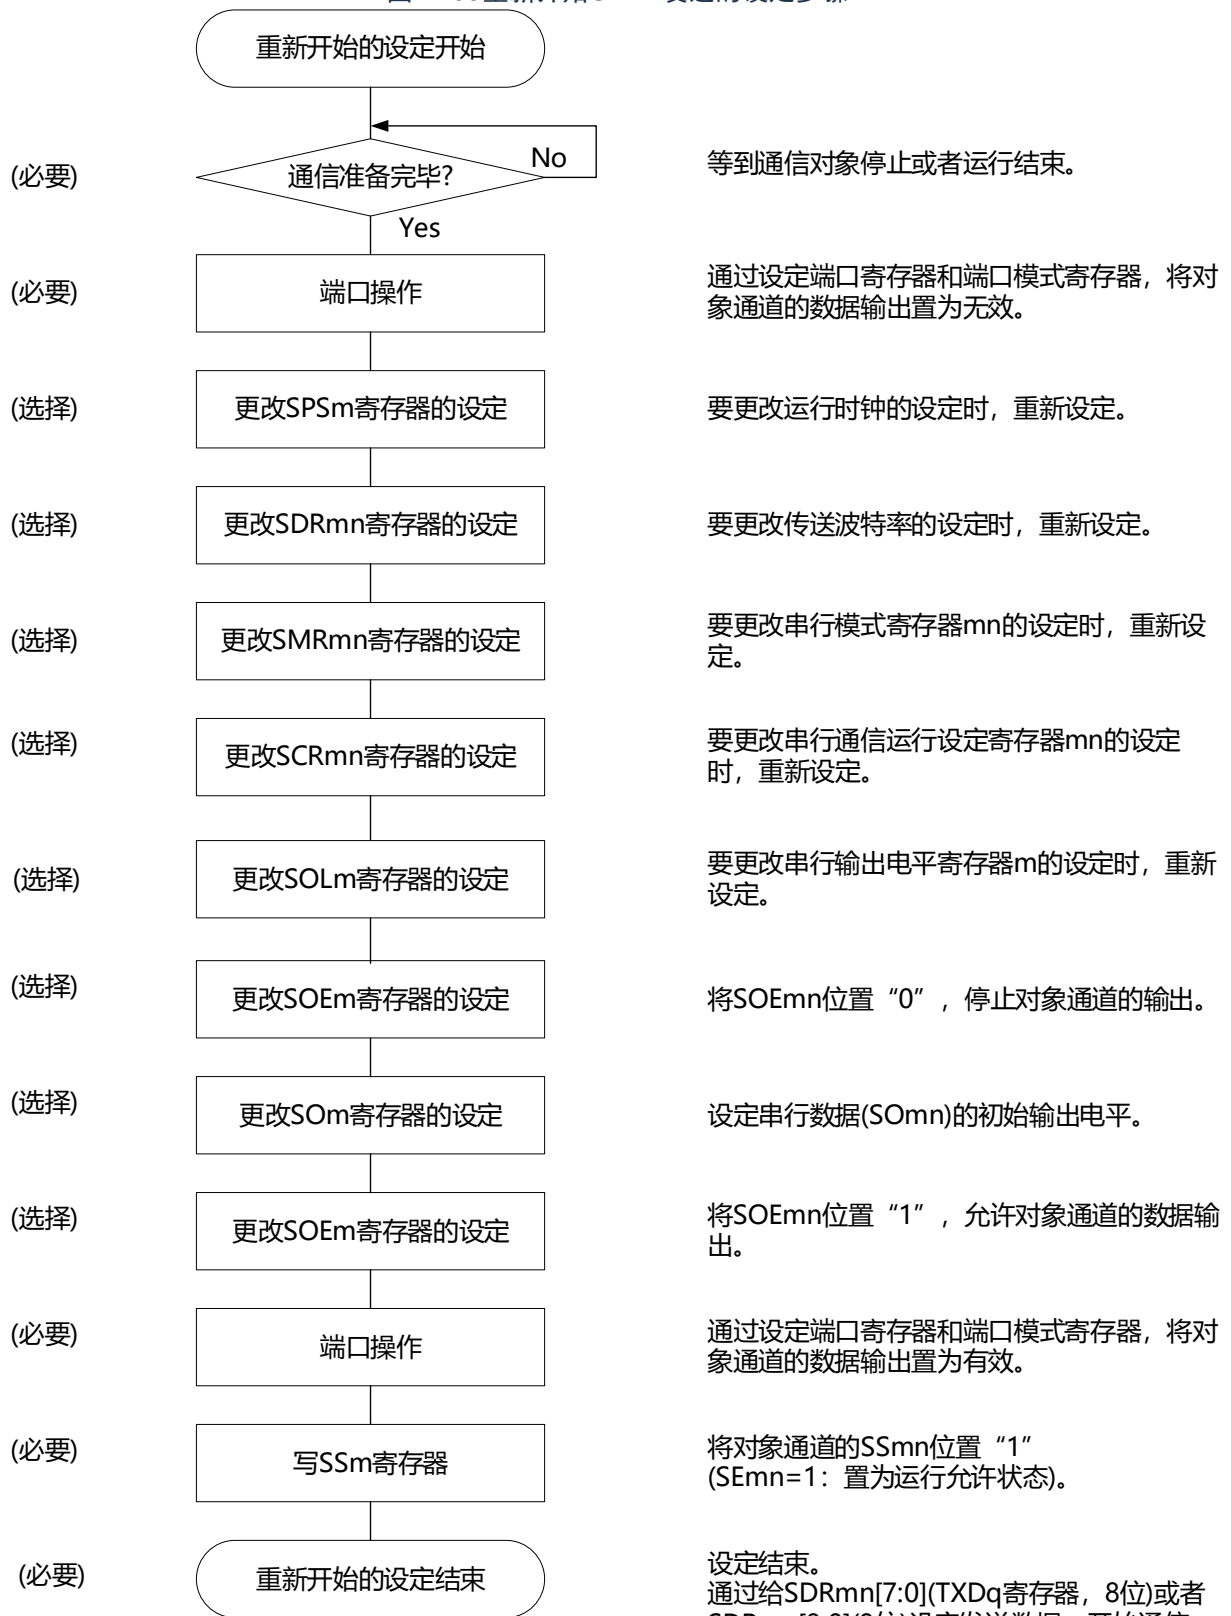 重新开始的设定开始
(必要)
通信准备完毕?
No
等到通信对象停止或者运行结束。
Yes
(必要)
端口操作
通过设定端口寄存器和端口模式寄存器，将对
象通道的数据输出置为无效。
(选择)
更改SPSm寄存器的设定
要更改运行时钟的设定时，重新设定。
(选择)
更改SDRmn寄存器的设定
要更改传送波特率的设定时，重新设定。
(选择)
更改SMRmn寄存器的设定
要更改串行模式寄存器mn的设定时，重新设
定。
(选择)
更改SCRmn寄存器的设定
要更改串行通信运行设定寄存器mn的设定
时，重新设定。
(选择)
更改SOLm寄存器的设定
要更改串行输出电平寄存器m的设定时，重新
设定。
(选择)
更改SOEm寄存器的设定
将SOEmn位置“0”，停止对象通道的输出。
(选择)
更改SOm寄存器的设定
设定串行数据(SOmn)的初始输出电平。
(选择)
更改SOEm寄存器的设定
将SOEmn位置“1”，允许对象通道的数据输
出。
(必要)
端口操作
通过设定端口寄存器和端口模式寄存器，将对
象通道的数据输出置为有效。
(必要)
写SSm寄存器
将对象通道的SSmn位置“1”
(SEmn=1：置为运行允许状态)。
(必要)
重新开始的设定结束
设定结束。
通过给SDRmn[7:0](TXDq寄存器，8位)或者